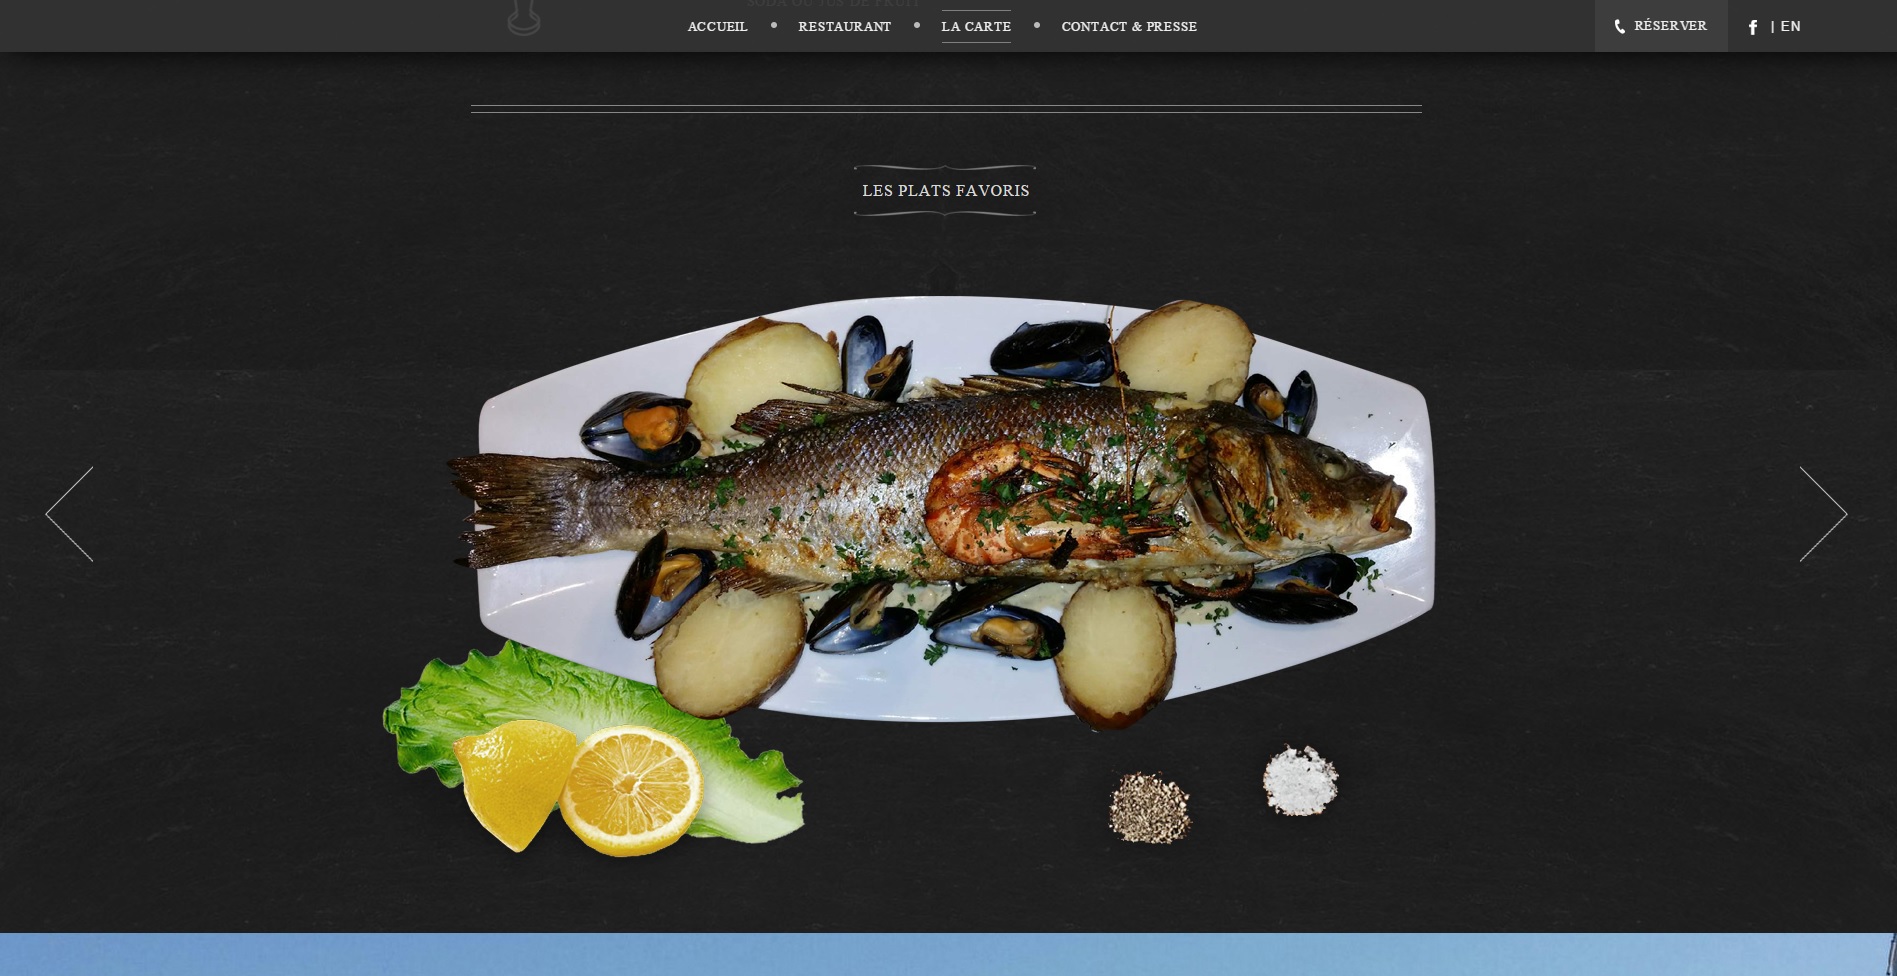 SODA OU JUS DE FRUIT
ACCUEIL • RESTAURANT • LA CARTE • CONTACT & PRESSE
RÉSERVER
f | EN
LES PLATS FAVORIS